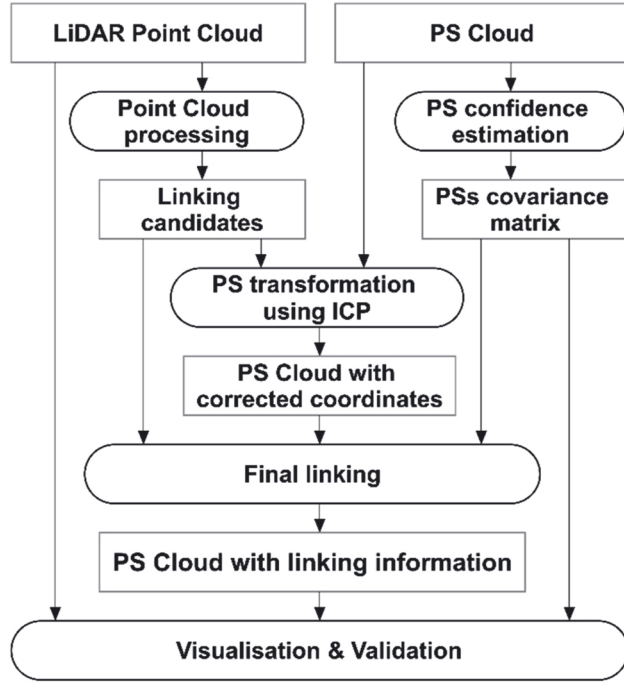 LiDAR Point Cloud
PS Cloud
Point Cloud
processing
PS confidence
estimation
Linking
candidates
PSs covariance
matrix
PS transformation
using ICP
PS Cloud with
corrected coordinates
Final linking
PS Cloud with linking information
Visualisation & Validation